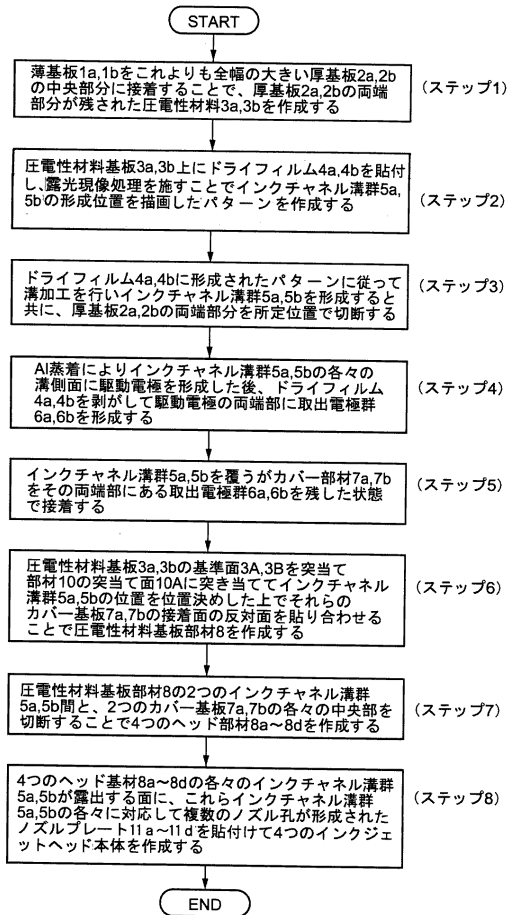 START
薄基板1a,1bをこれよりも全幅の大きい厚基板2a,2b
の中央部分に接着することで、厚基板2a,2bの両端
部分が残された圧電性材料3a,3bを作成する
(ステップ1)
圧電性材料基板3a,3b上にドライフィルム4a,4bを貼付
し、露光現像処理を施すことでインクチャネル溝群5a,
5bの形成位置を描画したパターンを作成する
(ステップ2)
ドライフィルム4a,4bに形成されたパターンに従って
溝加工を行いインクチャネル溝群5a,5bを形成すると
共に、厚基板2a,2bの両端部分を所定位置で切断する
(ステップ3)
Al蒸着によりインクチャネル溝群5a,5bの各々の
溝側面に駆動電極を形成した後、ドライフィルム
4a,4bを剥がして駆動電極の両端部に取出電極群
6a,6bを形成する
(ステップ4)
インクチャネル溝群5a,5bを覆うがカバー部材7a,7b
をその両端部にある取出電極群6a,6bを残した状態
で接着する
(ステップ5)
圧電性材料基板3a,3bの基準面3A,3Bを突当て
部材10の突当て面10Aに突き当ててインクチャネル
溝群5a,5bの位置を位置決めした上でそれらの
カバー基板7a,7bの接着面の反対面を貼り合わせる
ことで圧電性材料基板部材8を作成する
(ステップ6)
圧電性材料基板部材8の2つのインクチャネル溝群
5a,5b間と、2つのカバー基板7a,7bの各々の中央部を
切断することで4つのヘッド部材8a~8dを作成する
(ステップ7)
4つのヘッド基材8a~8dの各々のインクチャネル溝群
5a,5bが露出する面に、これらインクチャネル溝群
5a,5bの各々に対応して複数のノズル孔が形成された
ノズルプレート11a~11dを貼付けて4つのインクジェ
ットヘッド本体を作成する
(ステップ8)
END